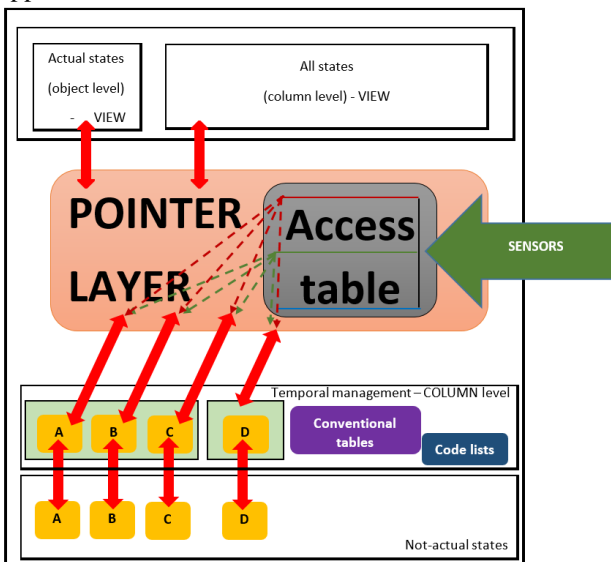 Actual states
(object level)
- VIEW
All states
(column level) - VIEW
POINTER
LAYER
Access
table
SENSORS
Temporal management – COLUMN level
A
B
C
D
Conventional
tables
Code lists
A
B
C
D
Not-actual states